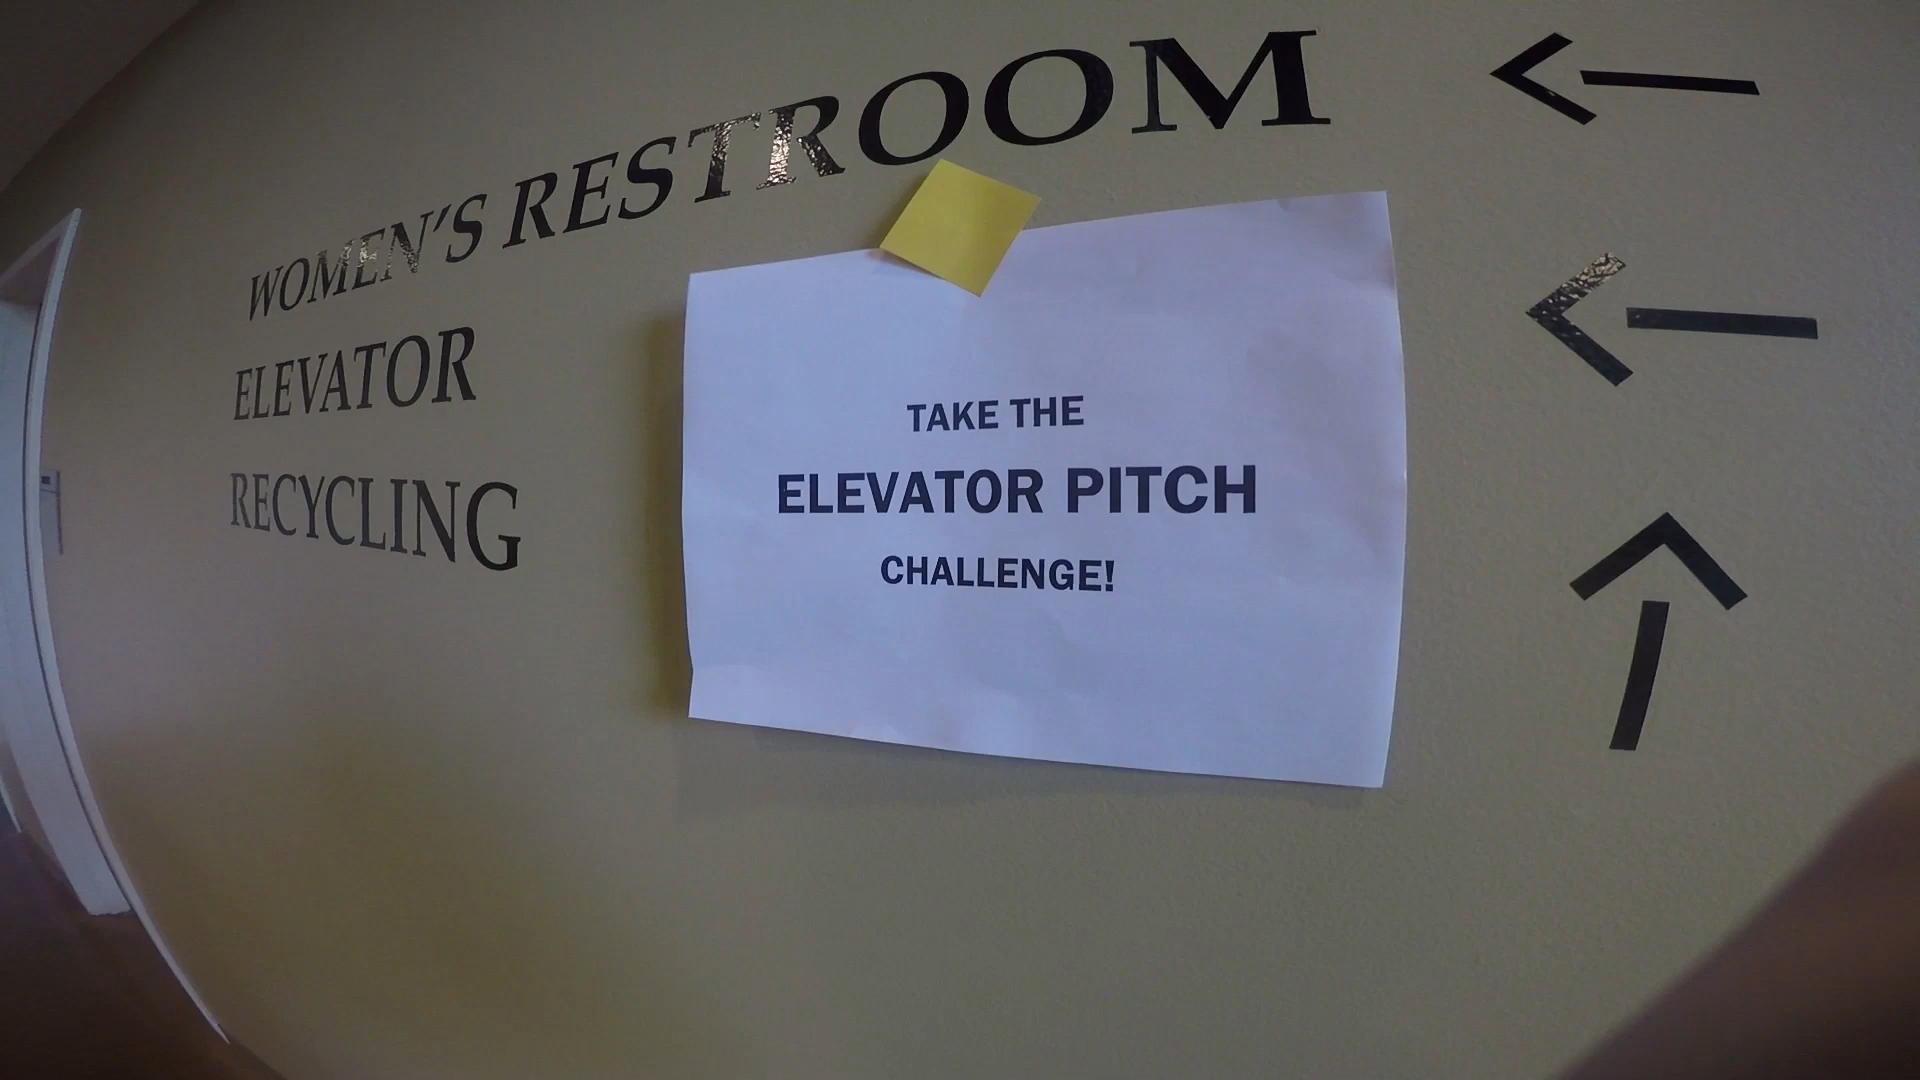 WOMEN'S RESTROOM
ELEVATOR
RECYCLING
TAKE THE
ELEVATOR PITCH
CHALLENGE!